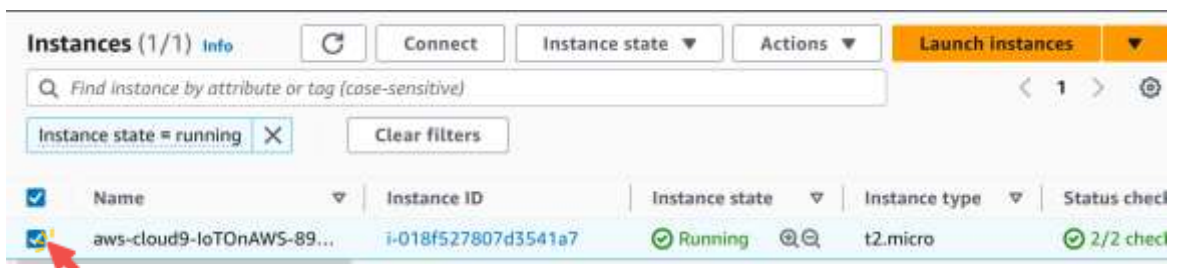 Instances (1/1) Info Connect Instance state Actions Launch instances
Find instance by attribute or tag (case-sensitive) 1
Instance state = running Clear filters
Name Instance ID Instance state Instance type Status check
aws-cloud9-IoTOnAWS-89... i-018f527807d3541a7 Running t2.micro 2/2 check